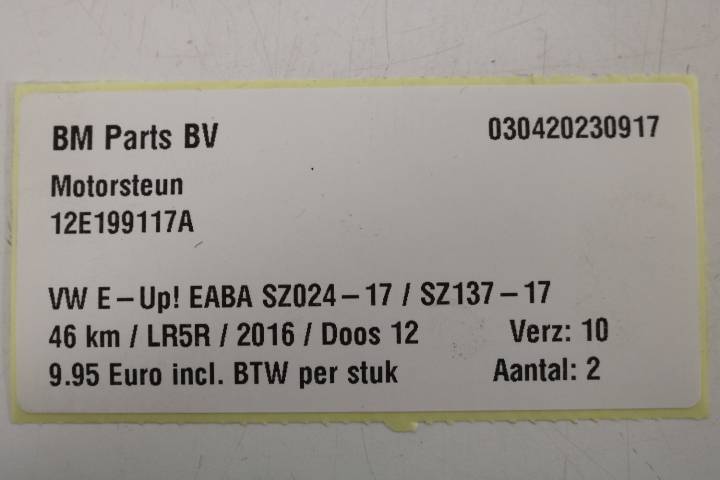 BM Parts BV 030420230917
Motorsteun
12E199117A
VW E-Up! EABA SZ024-17 / SZ137-17
46 km / LR5R / 2016 / Doos 12 Verz: 10
9.95 Euro incl. BTW per stuk Aantal: 2